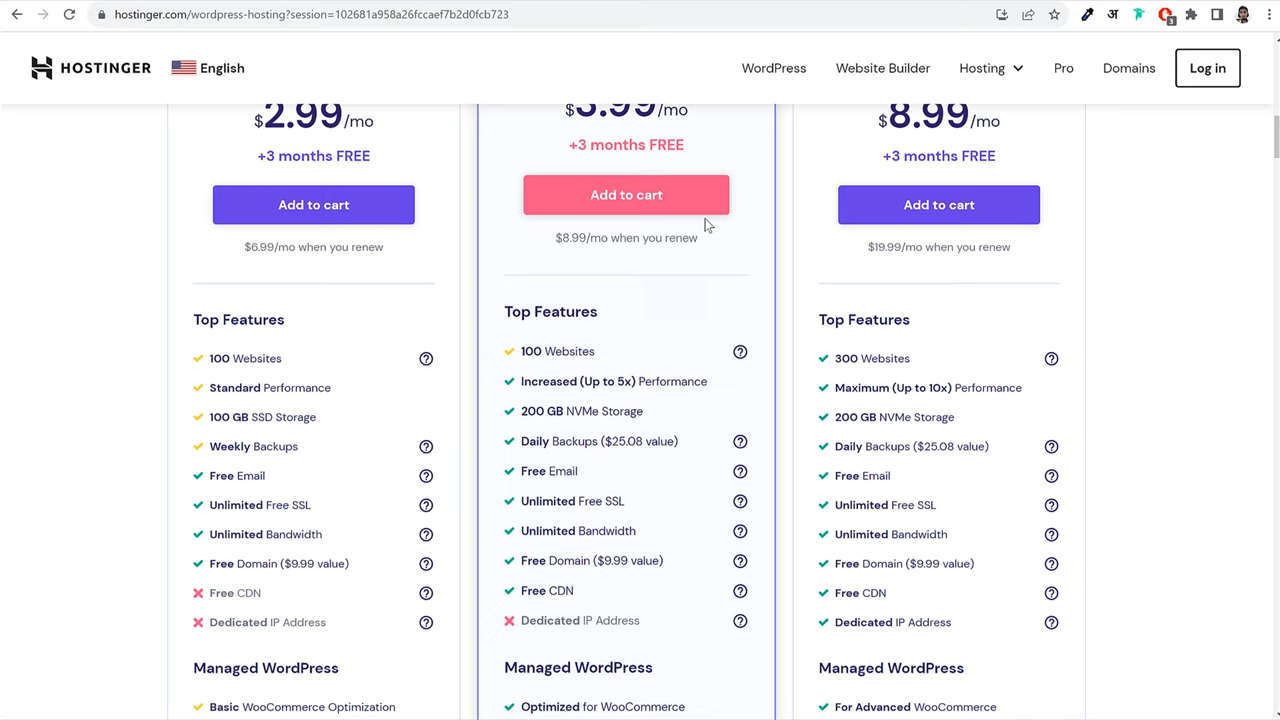 hostinger.com/wordpress-hosting?session=102681a958a26fccaef7b2d0fcb723
अ
3
HOSTINGER
English
WordPress
Website Builder
Hosting
Pro
Domains
Log in
$2.99/mo
+3 months FREE
Add to cart
$6.99/mo when you renew
Top Features
100 Websites
Standard Performance
100 GB SSD Storage
Weekly Backups
Free Email
Unlimited Free SSL
Unlimited Bandwidth
Free Domain ($9.99 value)
Free CDN
Dedicated IP Address
Managed WordPress
Basic WooCommerce Optimization
$3.99/mo
+3 months FREE
Add to cart
$8.99/mo when you renew
Top Features
100 Websites
Increased (Up to 5x) Performance
200 GB NVMe Storage
Daily Backups ($25.08 value)
Free Email
Unlimited Free SSL
Unlimited Bandwidth
Free Domain ($9.99 value)
Free CDN
Dedicated IP Address
Managed WordPress
Optimized for WooCommerce
$8.99/mo
+3 months FREE
Add to cart
$19.99/mo when you renew
Top Features
300 Websites
Maximum (Up to 10x) Performance
200 GB NVMe Storage
Daily Backups ($25.08 value)
Free Email
Unlimited Free SSL
Unlimited Bandwidth
Free Domain ($9.99 value)
Free CDN
Dedicated IP Address
Managed WordPress
For Advanced WooCommerce